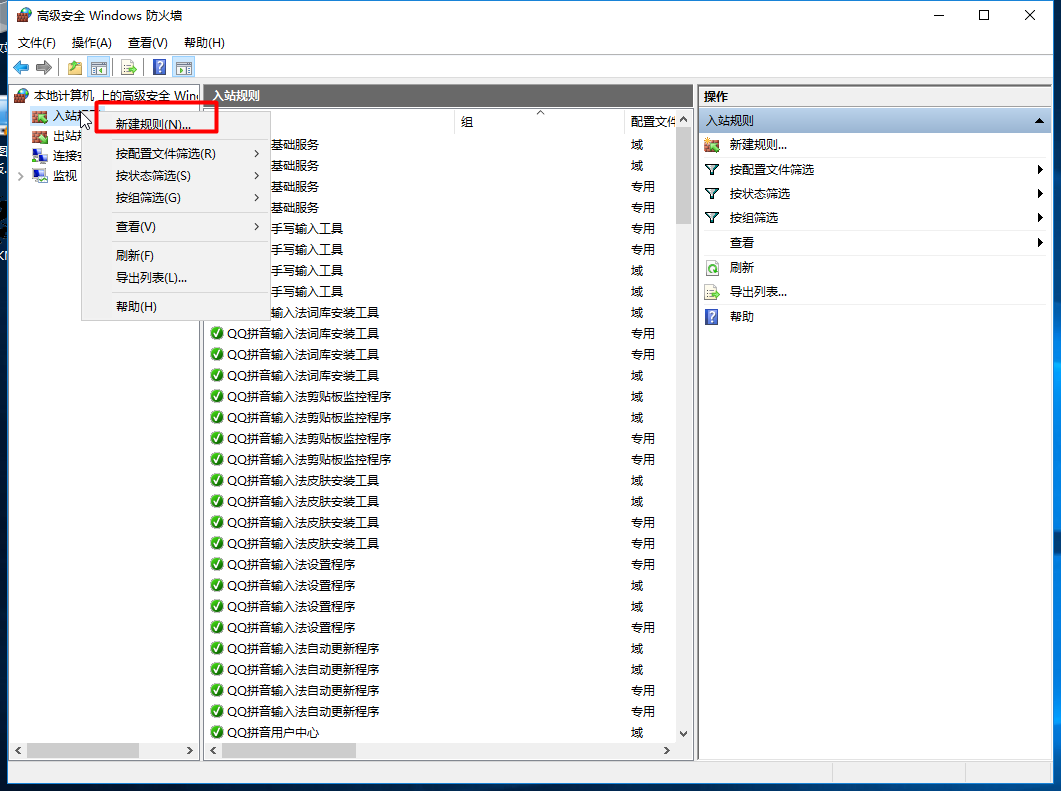 高级安全 Windows 防火墙
文件(F) 操作(A) 查看(V) 帮助(H)
本地计算机 上的高级安全 Win
入站
出站
连接
监视
新建规则(N)...
按配置文件筛选(R)
按状态筛选(S)
按组筛选(G)
查看(V)
刷新(F)
导出列表(L)...
帮助(H)
入站规则
组 配置文件
基础服务 域
基础服务 域
基础服务 专用
基础服务 专用
手写输入工具 专用
手写输入工具 专用
手写输入工具 域
手写输入工具 域
输入法词库安装工具 域
QQ拼音输入法词库安装工具 专用
QQ拼音输入法词库安装工具 专用
QQ拼音输入法词库安装工具 域
QQ拼音输入法剪贴板监控程序 域
QQ拼音输入法剪贴板监控程序 域
QQ拼音输入法剪贴板监控程序 专用
QQ拼音输入法剪贴板监控程序 专用
QQ拼音输入法皮肤安装工具 域
QQ拼音输入法皮肤安装工具 域
QQ拼音输入法皮肤安装工具 专用
QQ拼音输入法皮肤安装工具 专用
QQ拼音输入法设置程序 专用
QQ拼音输入法设置程序 域
QQ拼音输入法设置程序 域
QQ拼音输入法设置程序 专用
QQ拼音输入法自动更新程序 域
QQ拼音输入法自动更新程序 域
QQ拼音输入法自动更新程序 专用
QQ拼音输入法自动更新程序 专用
QQ拼音用户中心 域
操作
入站规则
新建规则...
按配置文件筛选
按状态筛选
按组筛选
查看
刷新
导出列表...
帮助